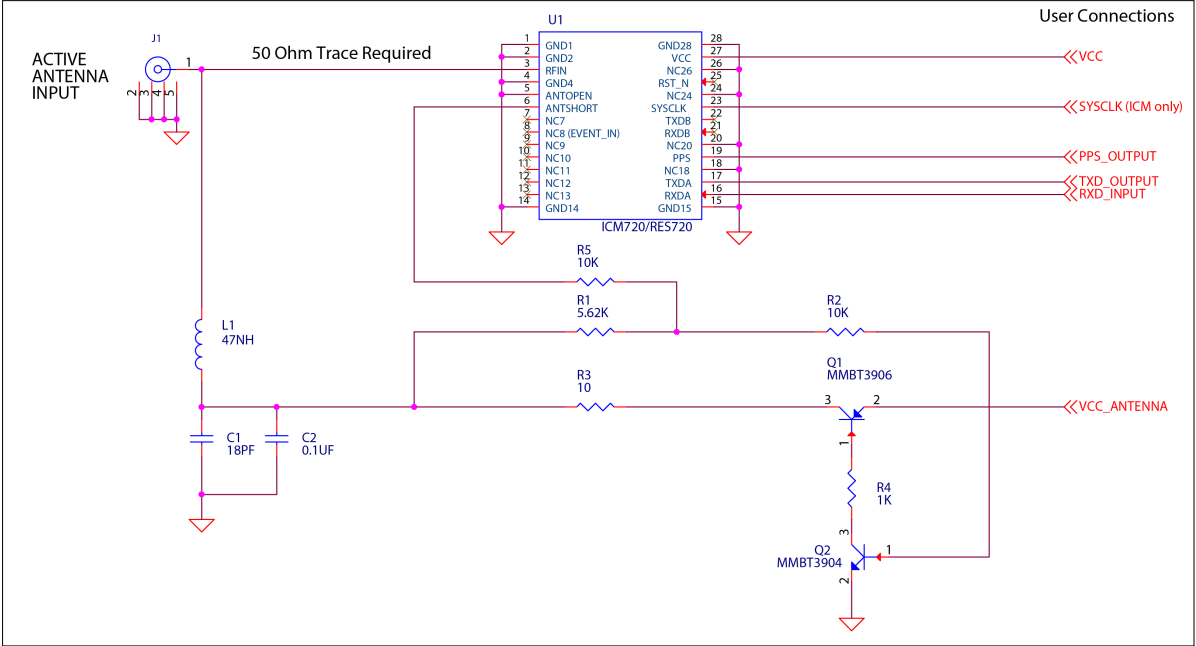 User Connections
U1
J1
ACTIVE
ANTENNA
INPUT
1
2
3
4
5
50 Ohm Trace Required
1 GND1
2 GND2
3 RFIN
4 GND4
5 ANTOPEN
6 ANTSHORT
7 NC7
8 NC8 (EVENT_IN)
9 NC9
10 NC10
11 NC11
12 NC12
13 NC13
14 GND14
GND28 28
VCC 27
NC26 26
RST_N 25
NC24 24
SYSCLK 23
TXDB 22
RXDB 21
NC20 20
PPS 19
NC18 18
TXDA 17
RXDA 16
GND15 15
ICM720/RES720
VCC
SYSCLK (ICM only)
PPS_OUTPUT
TXD_OUTPUT
RXD_INPUT
R5
10K
R1
5.62K
R2
10K
L1
47NH
R3
10
Q1
MMBT3906
3
2
1
VCC_ANTENNA
C1
18PF
C2
0.1UF
R4
1K
3
Q2
MMBT3904
1
2